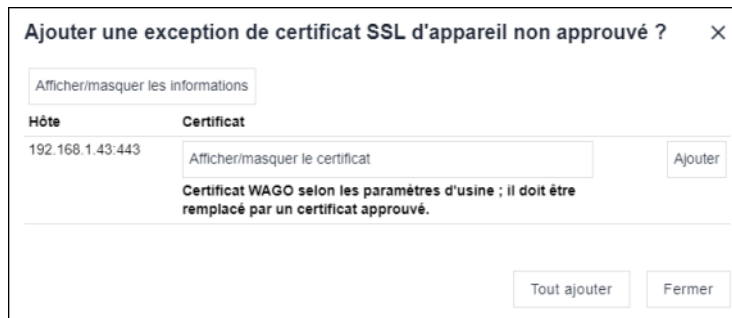 Ajouter une exception de certificat SSL d'appareil non approuvé ?
Afficher/masquer les informations
Hôte Certificat
192.168.1.43:443 Afficher/masquer le certificat Ajouter
Certificat WAGO selon les paramètres d'usine ; il doit être
remplacé par un certificat approuvé.
Tout ajouter Fermer